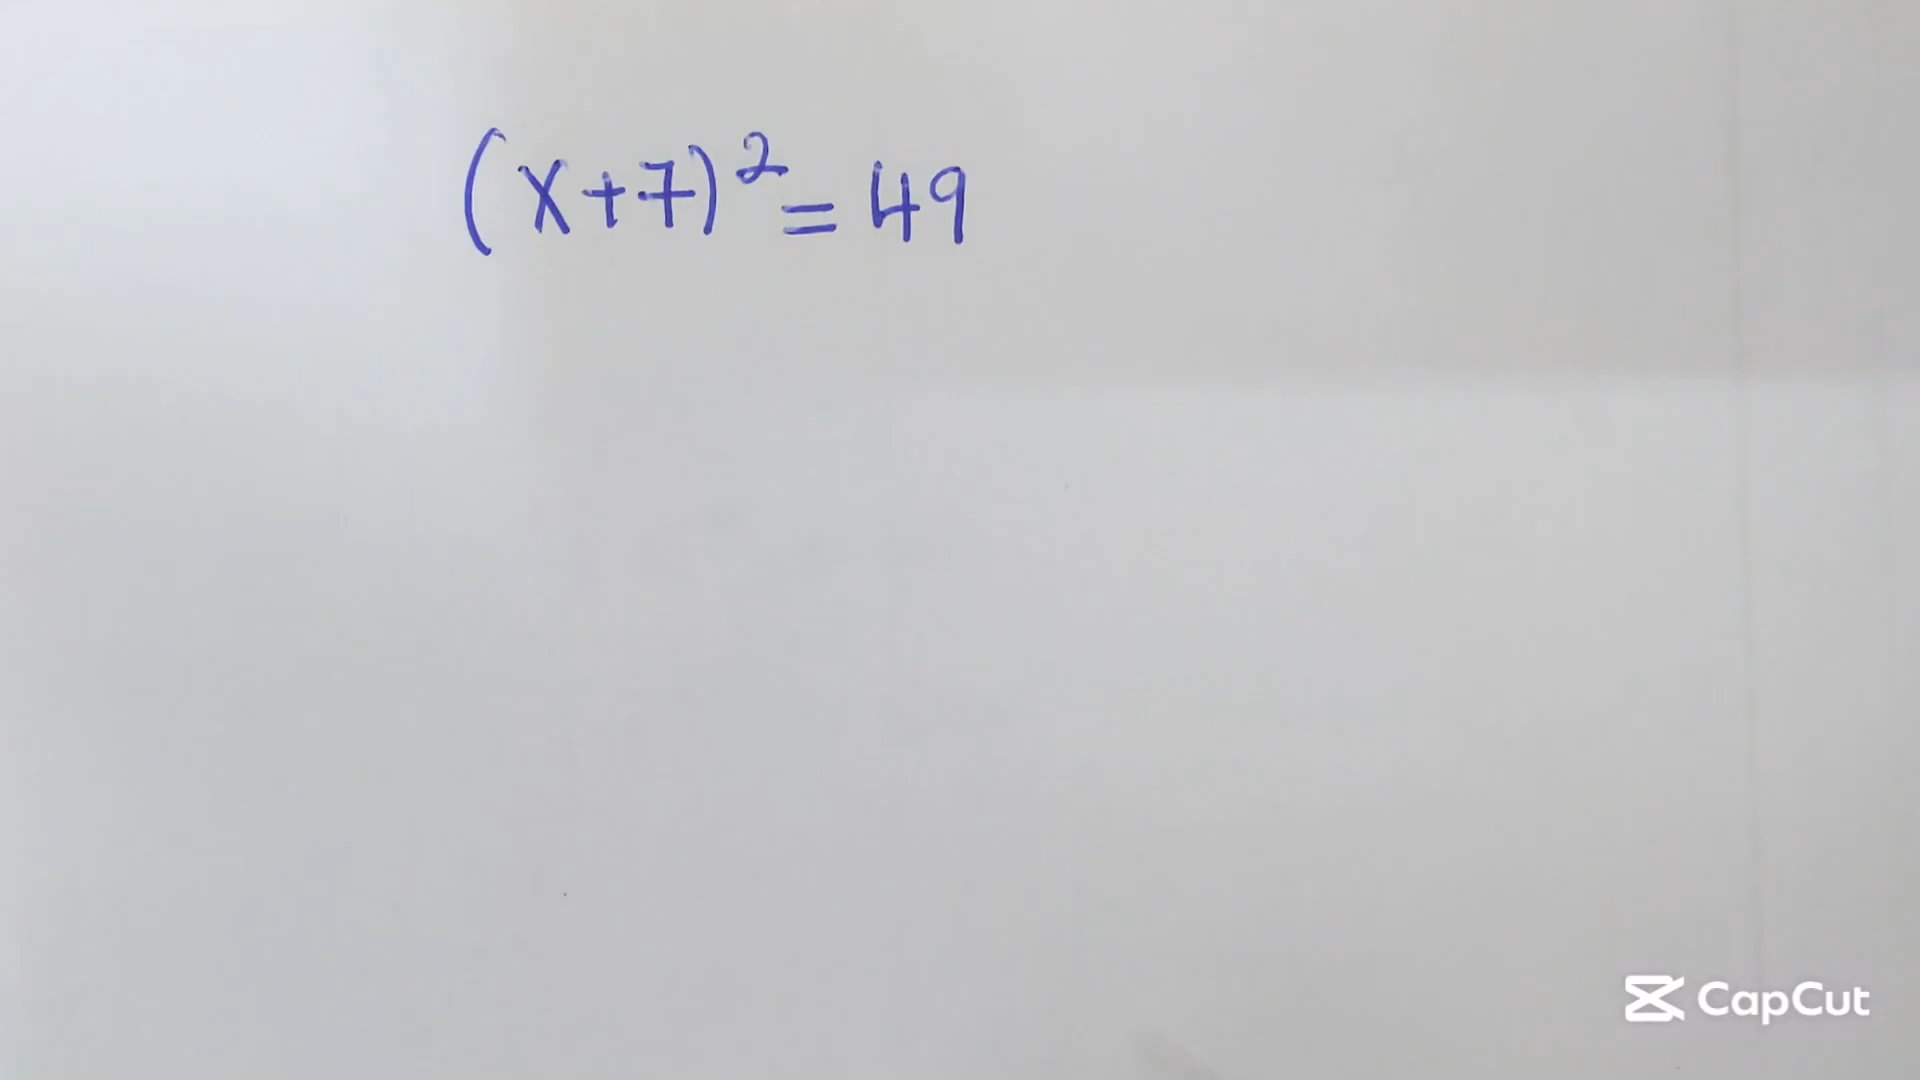 (x+7)² = 49
CapCut